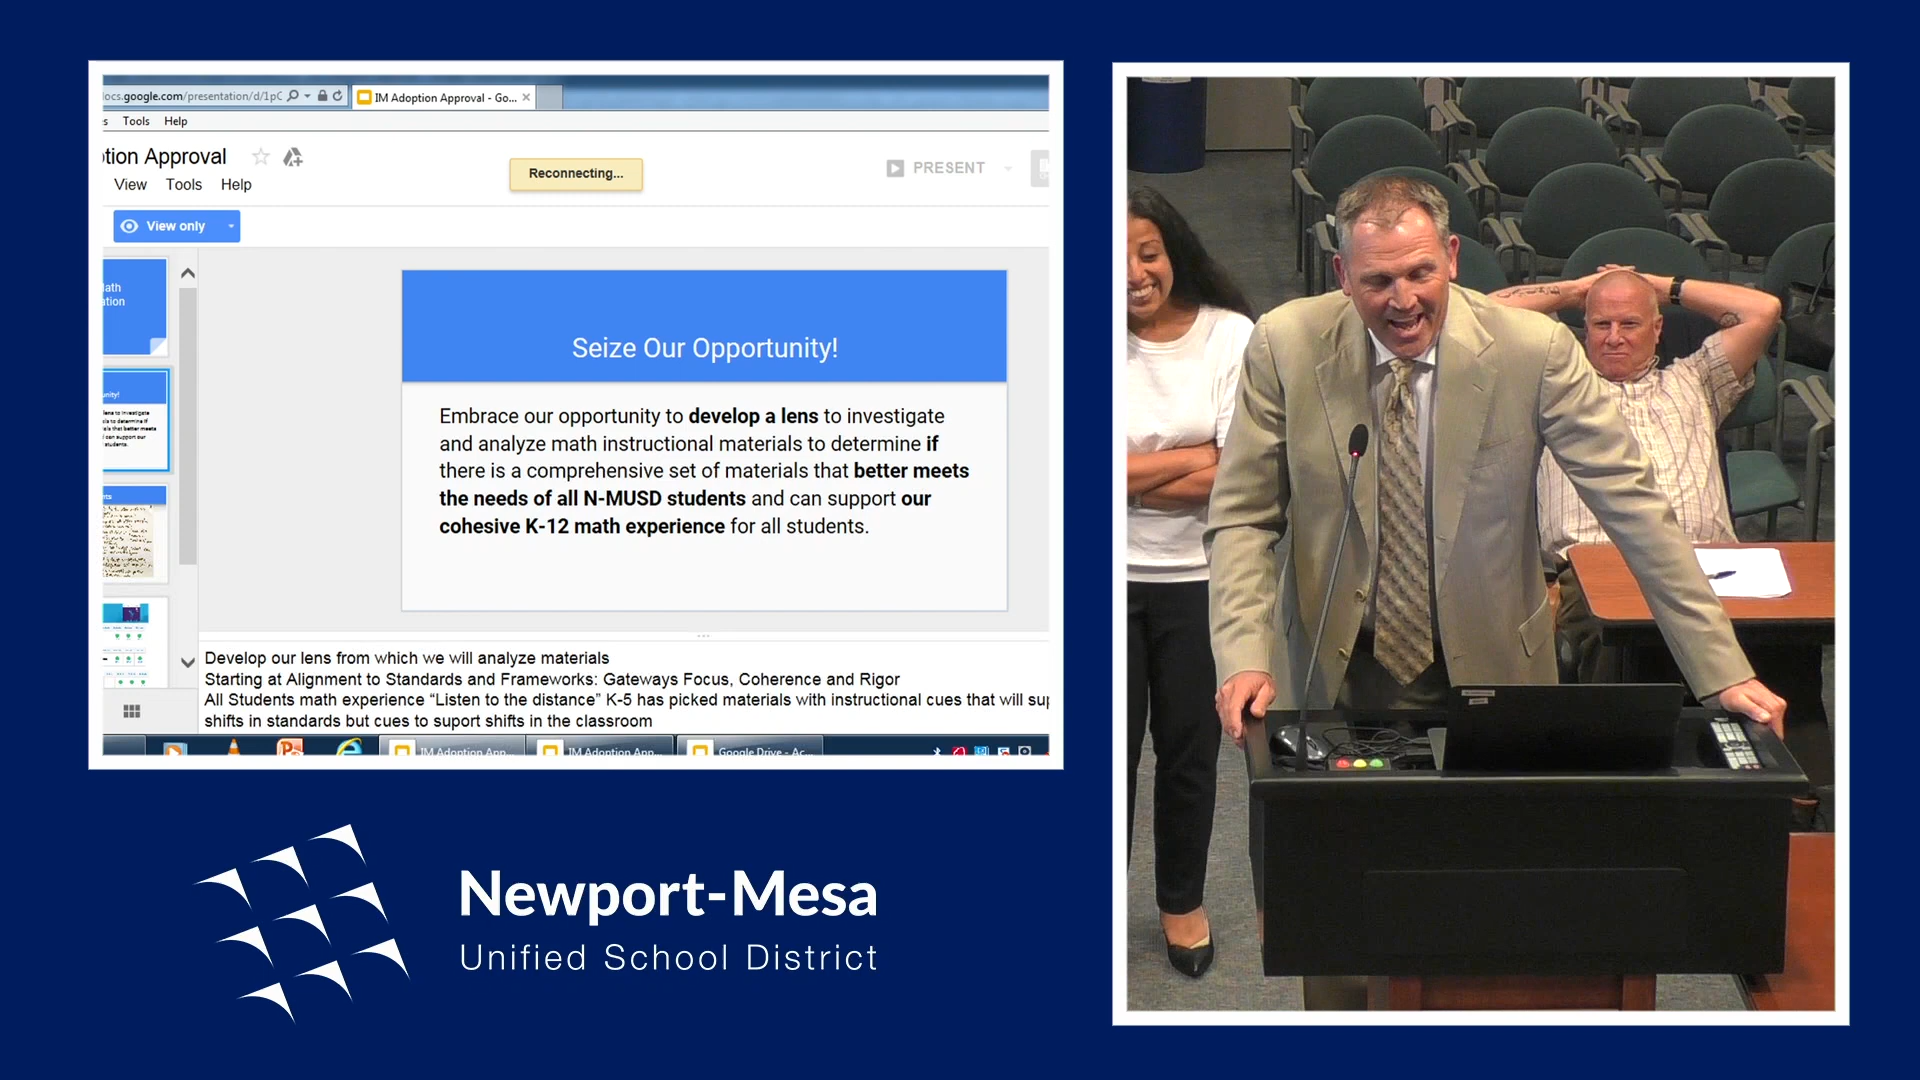 docs.google.com/presentation/d/1pC
IM Adoption Approval - Go...
Tools Help
tion Approval
Reconnecting...
PRESENT
View Tools Help
View only
Seize Our Opportunity!
Embrace our opportunity to develop a lens to investigate
and analyze math instructional materials to determine if
there is a comprehensive set of materials that better meets
the needs of all N-MUSD students and can support our
cohesive K-12 math experience for all students.
Develop our lens from which we will analyze materials
Starting at Alignment to Standards and Frameworks: Gateways Focus, Coherence and Rigor
All Students math experience “Listen to the distance” K-5 has picked materials with instructional cues that will sup
shifts in standards but cues to suport shifts in the classroom
IM Adoption App... IM Adoption App... Google Drive - Ac...
Newport-Mesa
Unified School District